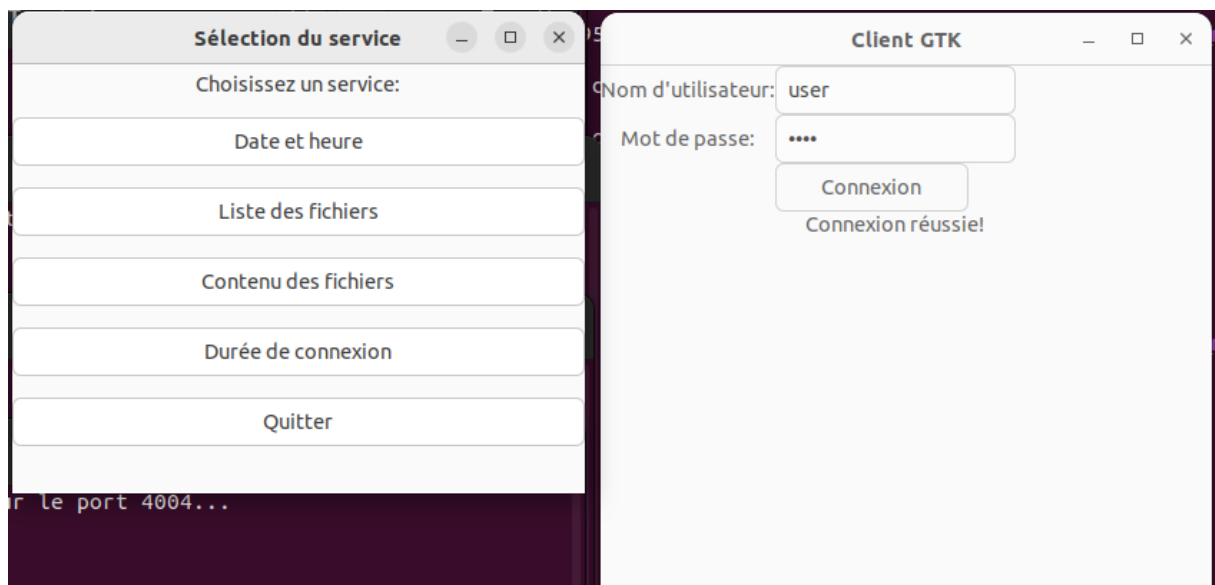 Sélection du service
Choisissez un service:
Date et heure
Liste des fichiers
Contenu des fichiers
Durée de connexion
Quitter
le port 4004...
Client GTK
Nom d'utilisateur: user
Mot de passe: ••••
Connexion
Connexion réussie!